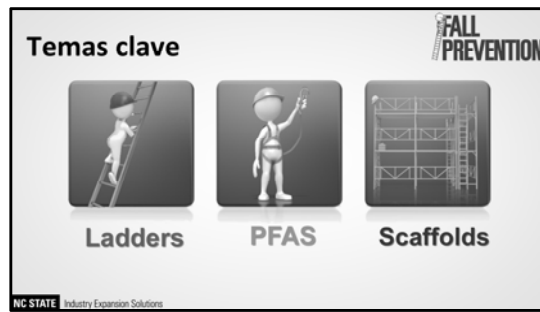 Temas clave
FALL
PREVENTION
Ladders
PFAS
Scaffolds
NC STATE Industry Expansion Solutions